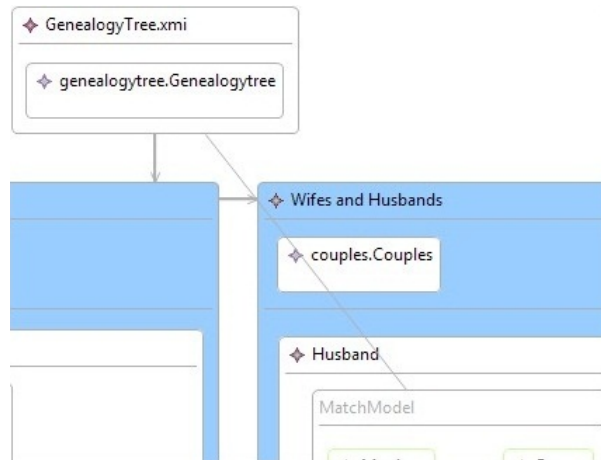 GenealogyTree.xmi
genealogytree.Genealogytree
Wifes and Husbands
couples.Couples
Husband
MatchModel